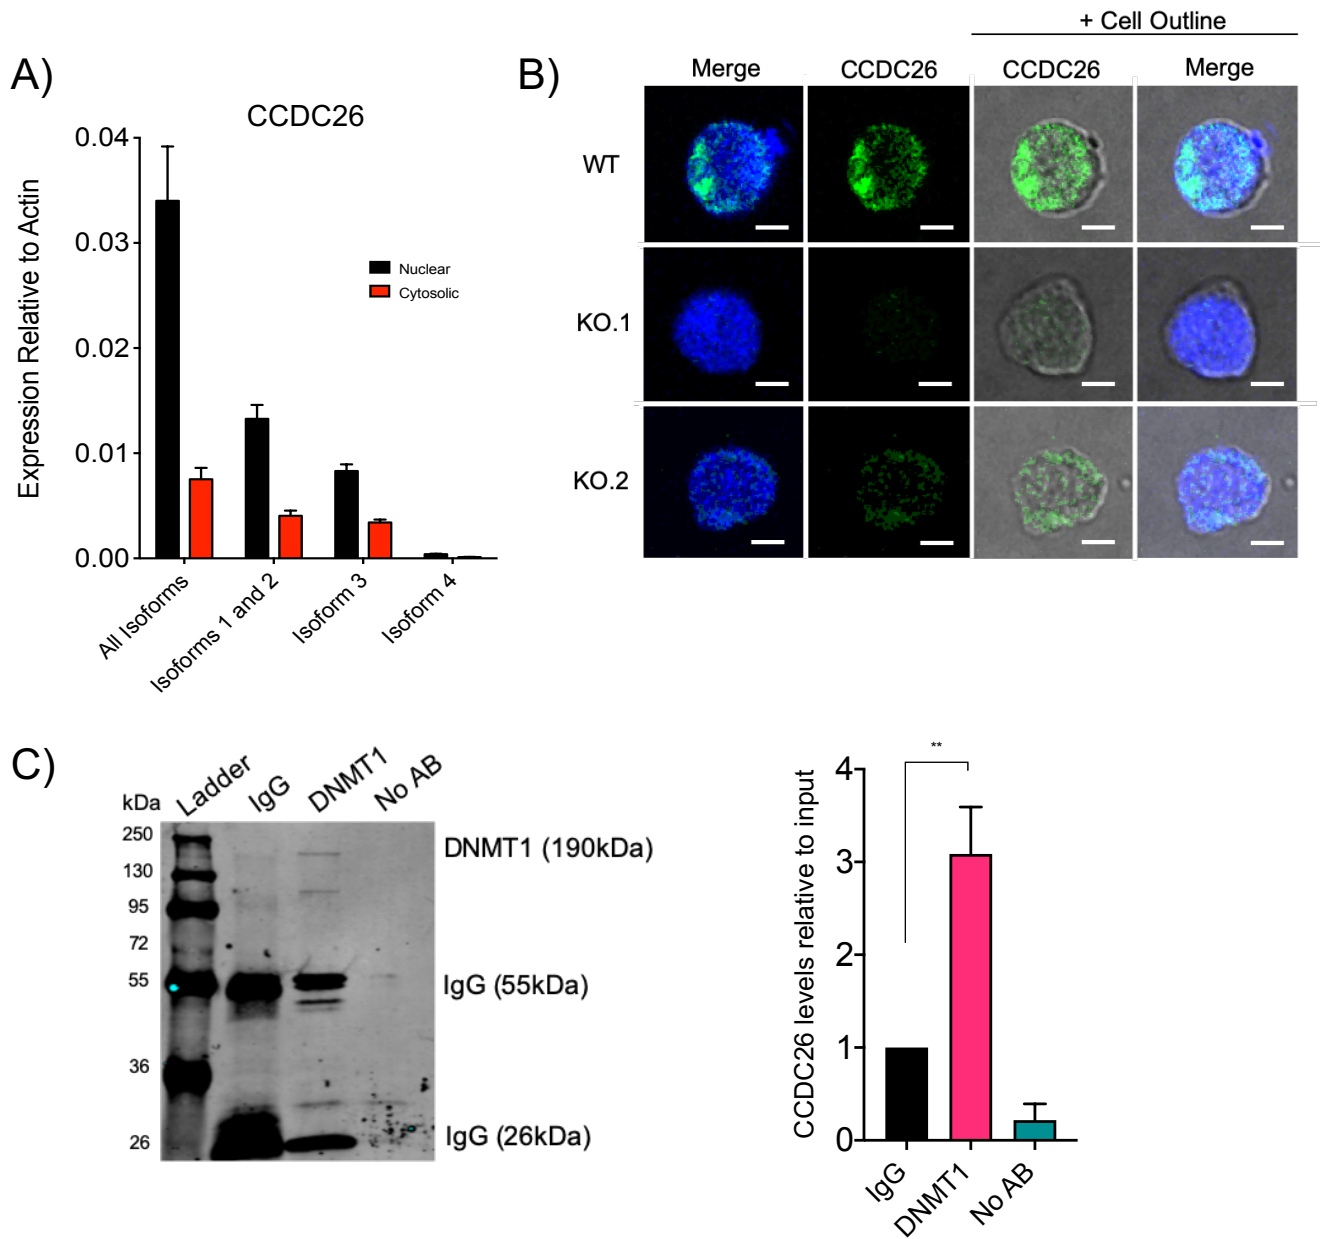 A)
CCDC26
Expression Relative to Actin
0.04
0.03
0.02
0.01
0.00
Nuclear
Cytosolic
All Isoforms
Isoforms 1 and 2
Isoform 3
Isoform 4
B)
+ Cell Outline
Merge CCDC26 CCDC26 Merge
WT
KO.1
KO.2
C)
kDa Ladder IgG DNMT1 No AB
250
130
95
72
55
36
26
DNMT1 (190kDa)
IgG (55kDa)
IgG (26kDa)
CCDC26 levels relative to input
**
4
3
2
1
0
IgG
DNMT1
No AB